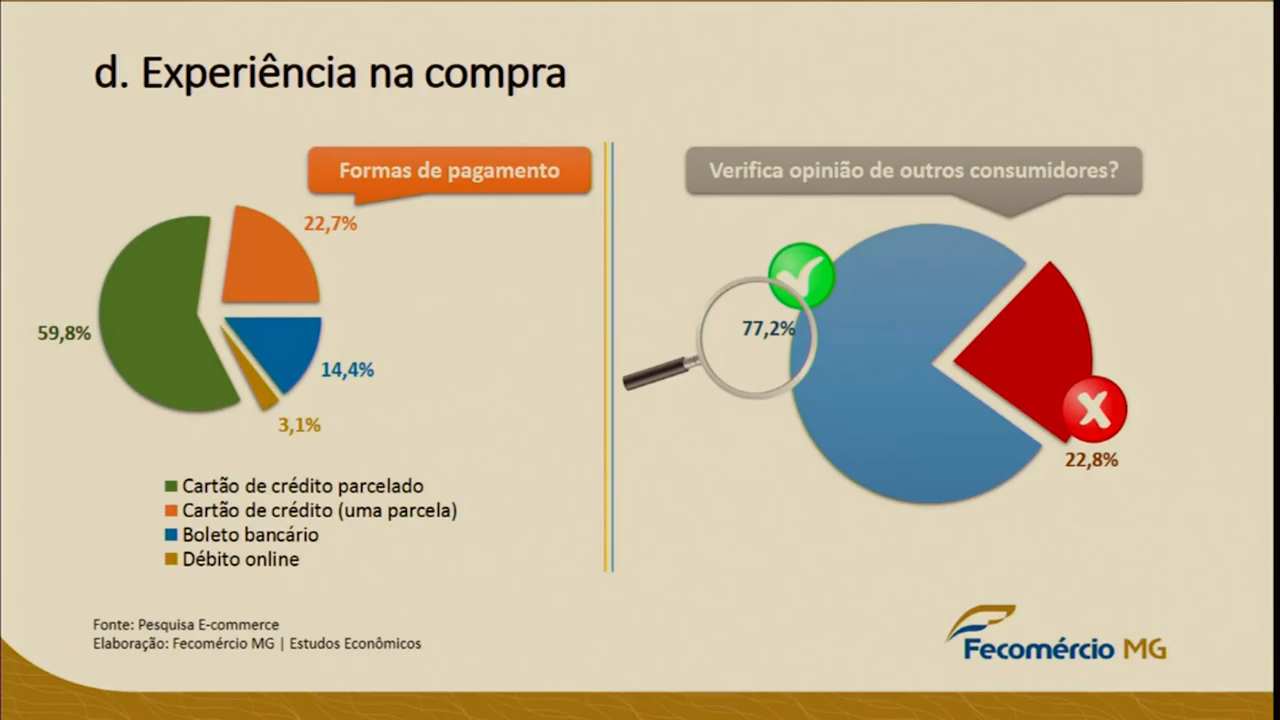 d. Experiência na compra
Formas de pagamento
22,7%
59,8%
14,4%
3,1%
Cartão de crédito parcelado
Cartão de crédito (uma parcela)
Boleto bancário
Débito online
Verifica opinião de outros consumidores?
77,2%
22,8%
Fonte: Pesquisa E-commerce
Elaboração: Fecomércio MG | Estudos Econômicos
Fecomércio MG